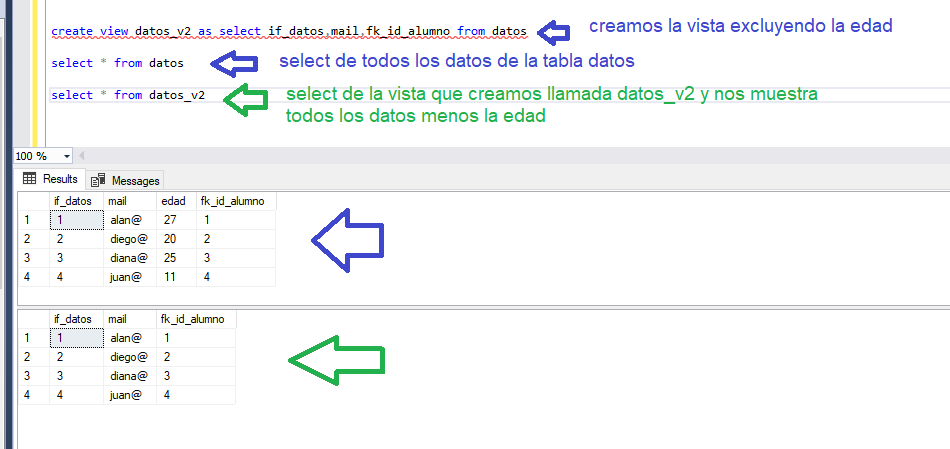 create view datos_v2 as select if_datos,mail,fk_id_alumno from datos
creamos la vista excluyendo la edad
select * from datos
select de todos los datos de la tabla datos
select * from datos_v2
select de la vista que creamos llamada datos_v2 y nos muestra
todos los datos menos la edad
100 %
Results Messages
if_datos mail edad fk_id_alumno
1 1 alan@ 27 1
2 2 diego@ 20 2
3 3 diana@ 25 3
4 4 juan@ 11 4
if_datos mail fk_id_alumno
1 1 alan@ 1
2 2 diego@ 2
3 3 diana@ 3
4 4 juan@ 4